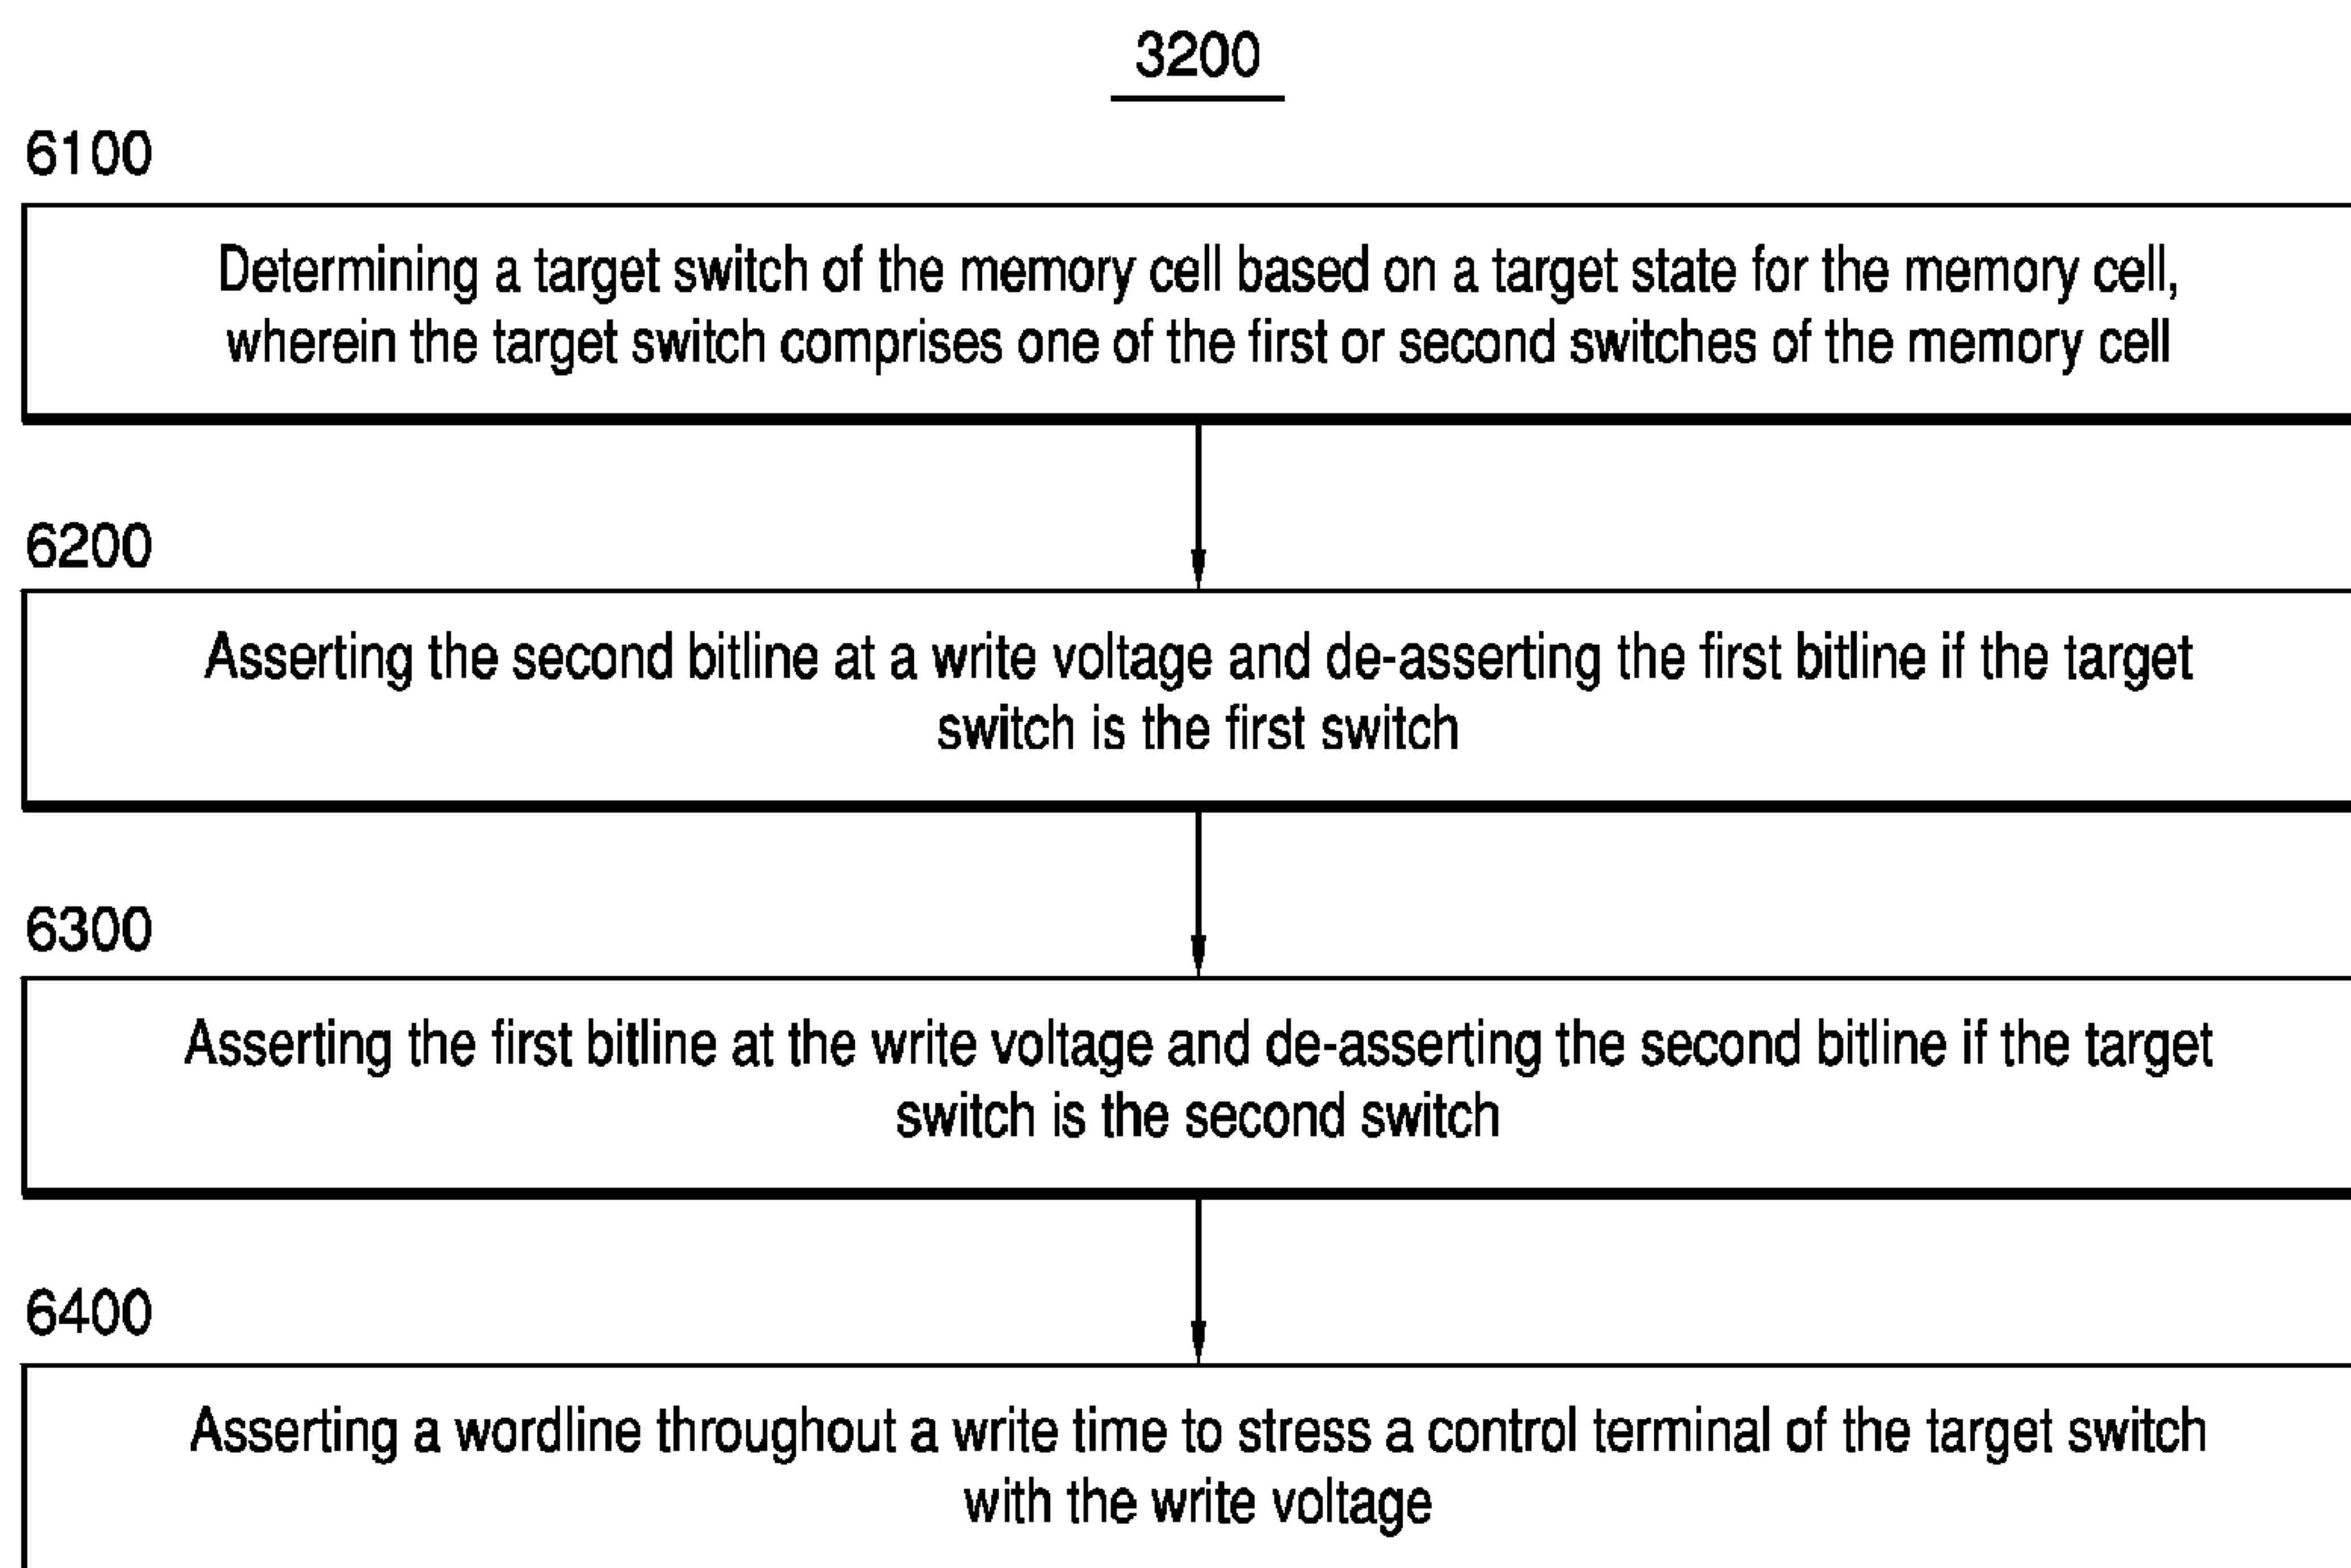 3200
6100
Determining a target switch of the memory cell based on a target state for the memory cell,
wherein the target switch comprises one of the first or second switches of the memory cell
6200
Asserting the second bitline at a write voltage and de-asserting the first bitline if the target
switch is the first switch
6300
Asserting the first bitline at the write voltage and de-asserting the second bitline if the target
switch is the second switch
6400
Asserting a wordline throughout a write time to stress a control terminal of the target switch
with the write voltage